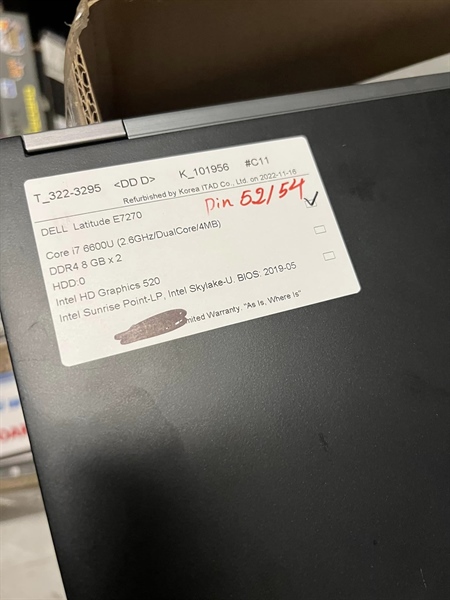 T_322-3295 <DD D> K_101956 #C11
Refurbished by Korea ITAD Co., Ltd. on 2022-11-16
DELL Latitude E7270
Pin 52/54
Core i7 6600U (2.6GHz/DualCore/4MB)
DDR4 8 GB x 2
HDD:0
Intel HD Graphics 520
Intel Sunrise Point-LP, Intel Skylake-U. BIOS: 2019-05
Warranty. "As Is, Where Is"